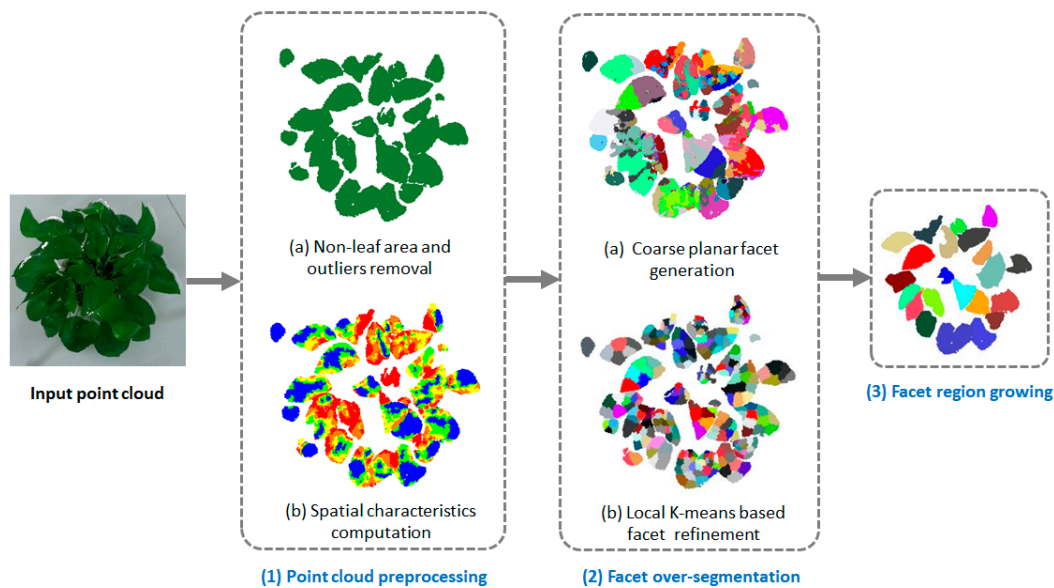 Input point cloud
(a) Non-leaf area and
outliers removal
(b) Spatial characteristics
computation
(1) Point cloud preprocessing
(a) Coarse planar facet
generation
(b) Local K-means based
facet refinement
(2) Facet over-segmentation
(3) Facet region growing